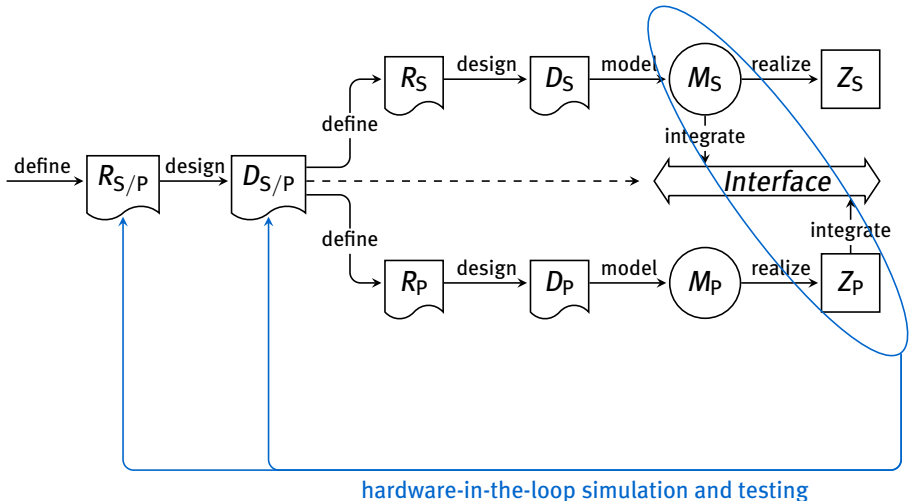 R_S design D_S model M_S realize Z_S
define integrate
define R_S/P design D_S/P Interface
define integrate
R_P design D_P model M_P realize Z_P
hardware-in-the-loop simulation and testing